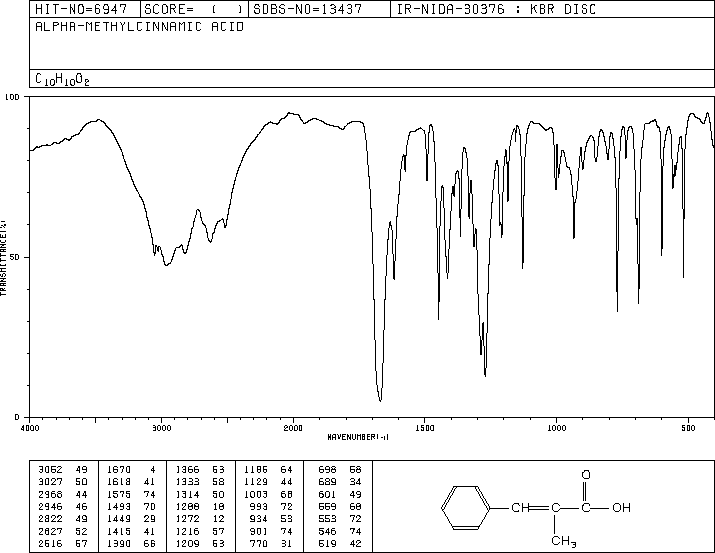 HIT-NO=6947 SCORE= ( ) SDBS-NO=13437 IR-NIDA-30376 : KBR DISC
ALPHA-METHYLCINNAMIC ACID
C10H10O2
100
TRANSMITTANCE(%)
50
0
4000 3000 2000 1500 1000 500
WAVENUMBER(-1)
3062 49 1670 4 1366 53 1186 64 698 58
3027 50 1618 41 1333 58 1129 44 689 34
2968 44 1575 74 1314 50 1003 68 601 49
2946 46 1493 70 1288 18 993 72 559 68
2822 49 1449 29 1272 12 934 53 553 72
2627 52 1415 41 1216 57 901 74 546 74
2516 57 1390 66 1209 53 770 31 519 42
O
CH C C OH
CH3